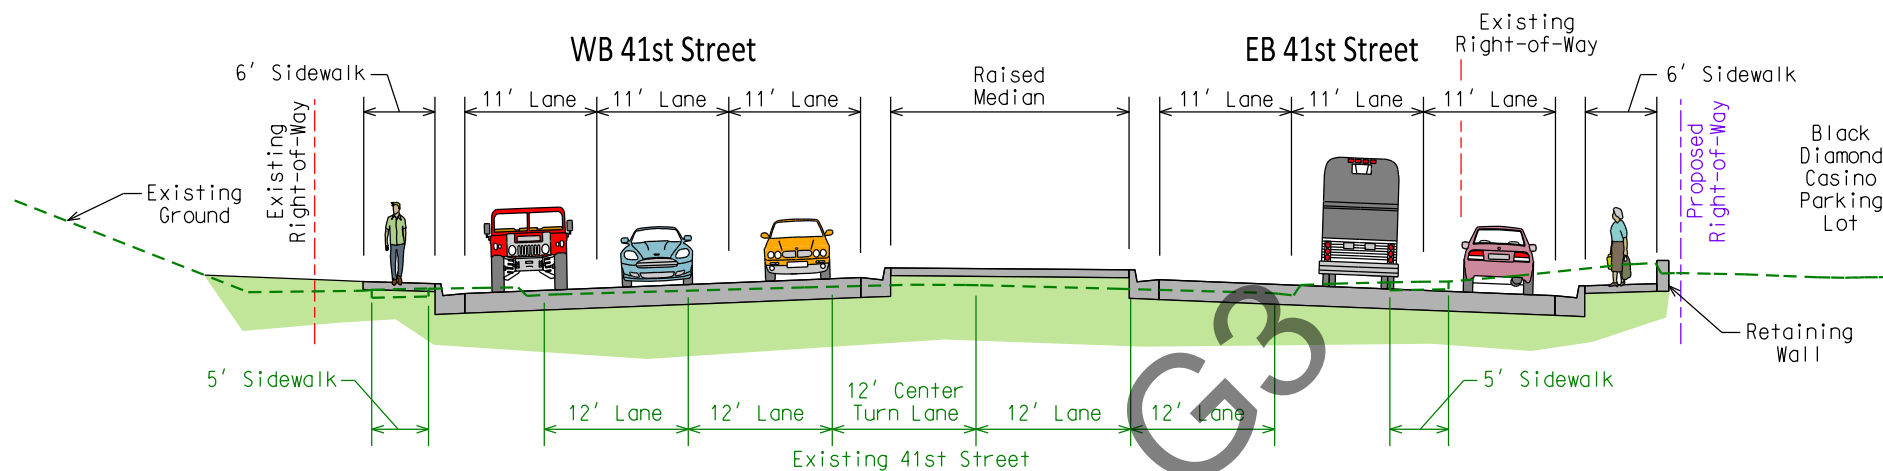 WB 41st Street
EB 41st Street
Existing
Right-of-Way
6' Sidewalk
Raised
Median
6' Sidewalk
11' Lane
11' Lane
11' Lane
11' Lane
11' Lane
11' Lane
Existing
Right-of-Way
Proposed
Right-of-Way
Black
Diamond
Casino
Parking
Lot
Existing
Ground
Retaining
Wall
5' Sidewalk
12' Lane
12' Lane
12' Center
Turn Lane
12' Lane
12' Lane
5' Sidewalk
Existing 41st Street
G3